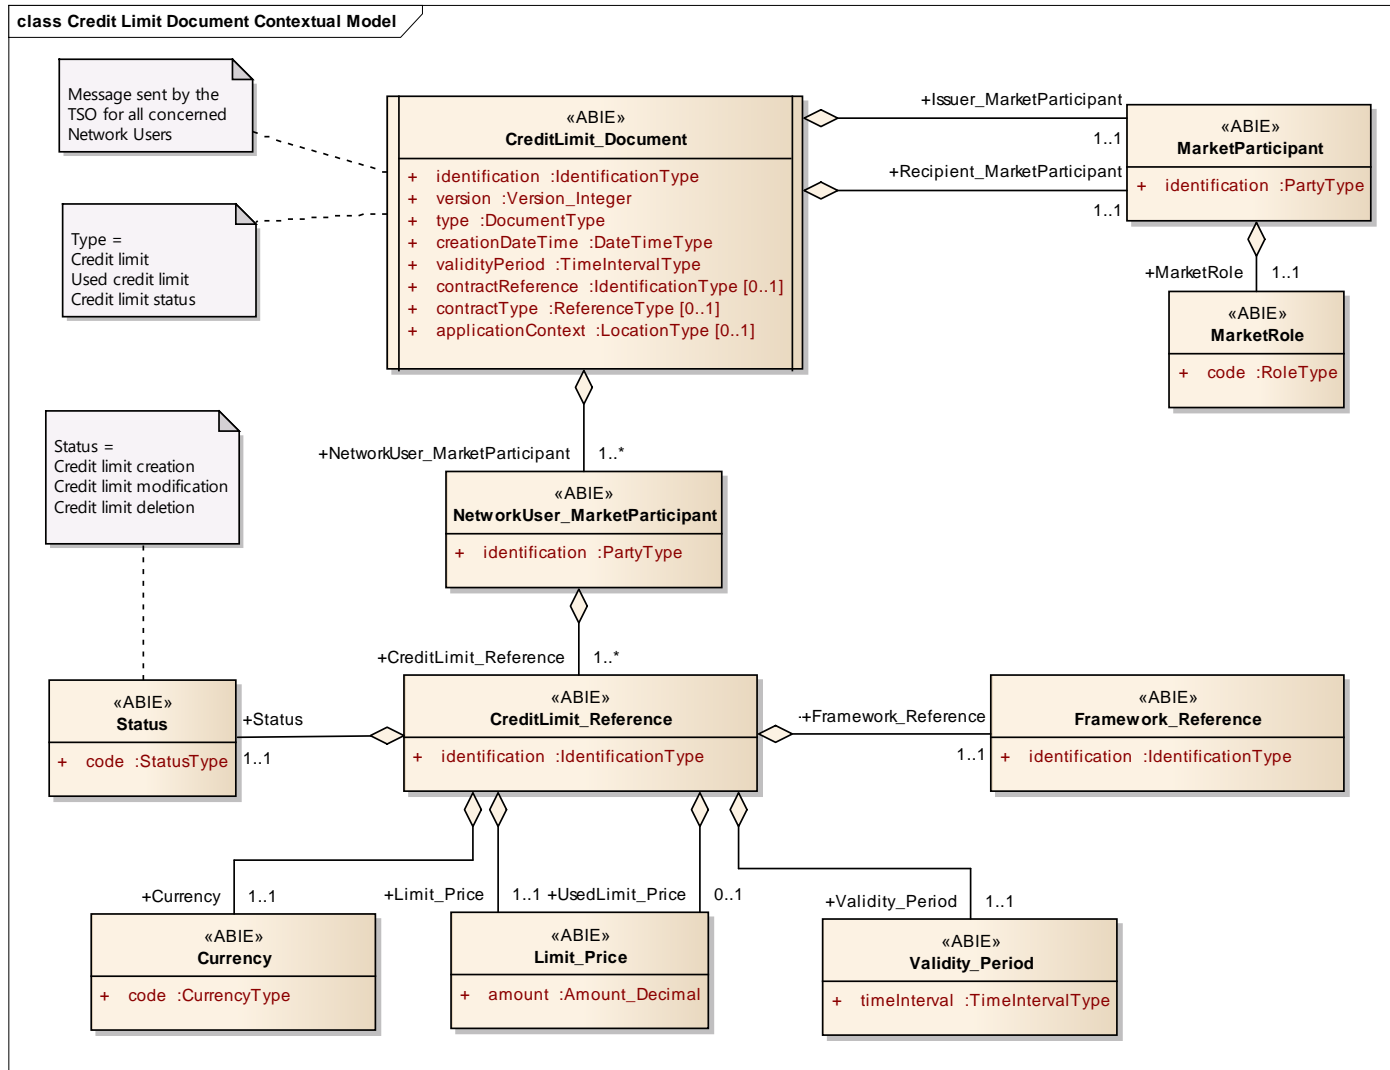 class Credit Limit Document Contextual Model
Message sent by the
TSO for all concerned
Network Users
Type =
Credit limit
Used credit limit
Credit limit status
«ABIE»
CreditLimit_Document
+ identification :IdentificationType
+ version :Version_Integer
+ type :DocumentType
+ creationDateTime :DateTimeType
+ validityPeriod :TimeIntervalType
+ contractReference :IdentificationType [0..1]
+ contractType :ReferenceType [0..1]
+ applicationContext :LocationType [0..1]
+Issuer_MarketParticipant
1..1
+Recipient_MarketParticipant
1..1
«ABIE»
MarketParticipant
+ identification :PartyType
+MarketRole 1..1
«ABIE»
MarketRole
+ code :RoleType
Status =
Credit limit creation
Credit limit modification
Credit limit deletion
+NetworkUser_MarketParticipant 1..*
«ABIE»
NetworkUser_MarketParticipant
+ identification :PartyType
+CreditLimit_Reference 1..*
«ABIE»
Status
+ code :StatusType
+Status
1..1
«ABIE»
CreditLimit_Reference
+ identification :IdentificationType
+Framework_Reference
1..1
«ABIE»
Framework_Reference
+ identification :IdentificationType
+Currency 1..1
+Limit_Price 1..1
+UsedLimit_Price 0..1
+Validity_Period 1..1
«ABIE»
Currency
+ code :CurrencyType
«ABIE»
Limit_Price
+ amount :Amount_Decimal
«ABIE»
Validity_Period
+ timeInterval :TimeIntervalType